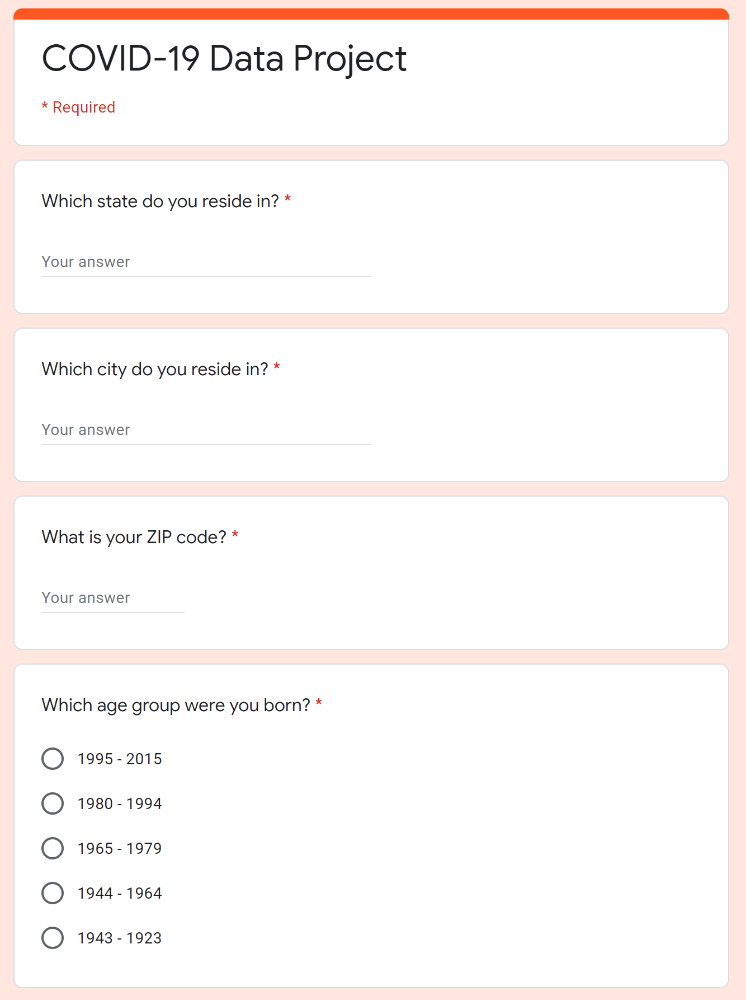 COVID-19 Data Project
* Required
Which state do you reside in? *
Your answer
Which city do you reside in? *
Your answer
What is your ZIP code? *
Your answer
Which age group were you born? *
1995 - 2015
1980 - 1994
1965 - 1979
1944 - 1964
1943 - 1923